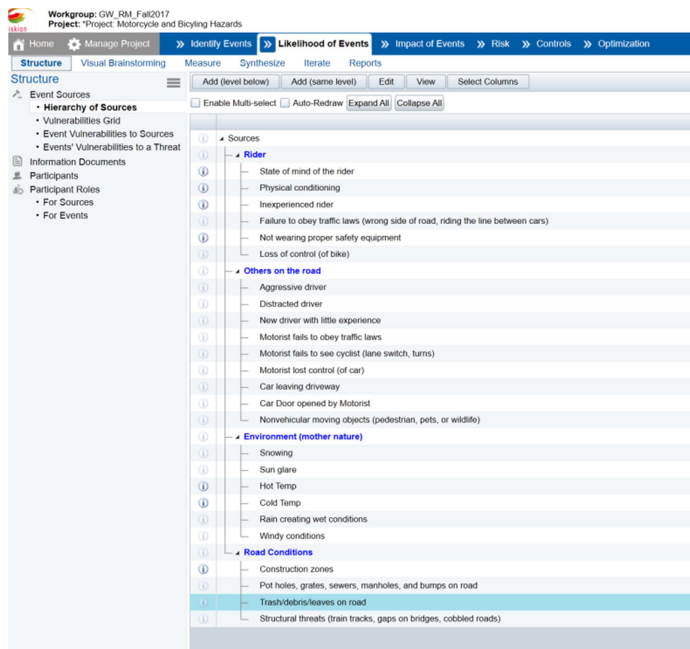 Workgroup: GW_RM_Fall2017
Project: "Project: Motorcycle and Bicyling Hazards
Home Manage Project Identify Events Likelihood of Events Impact of Events Risk Controls Optimization
Structure Visual Brainstorming Measure Synthesize Iterate Reports
Structure
Add (level below) Add (same level) Edit View Select Columns
Event Sources
Enable Multi-select Auto-Redraw Expand All Collapse All
• Hierarchy of Sources
• Vulnerabilities Grid
• Event Vulnerabilities to Sources
• Events' Vulnerabilities to a Threat
Information Documents
Participants
Participant Roles
• For Sources
• For Events
Sources
Rider
State of mind of the rider
Physical conditioning
Inexperienced rider
Failure to obey traffic laws (wrong side of road, riding the line between cars)
Not wearing proper safety equipment
Loss of control (of bike)
Others on the road
Aggressive driver
Distracted driver
New driver with little experience
Motorist fails to obey traffic laws
Motorist fails to see cyclist (lane switch, turns)
Motorist lost control (of car)
Car leaving driveway
Car Door opened by Motorist
Nonvehicular moving objects (pedestrian, pets, or wildlife)
Environment (mother nature)
Snowing
Sun glare
Hot Temp
Cold Temp
Rain creating wet conditions
Windy conditions
Road Conditions
Construction zones
Pot holes, grates, sewers, manholes, and bumps on road
Trash/debris/leaves on road
Structural threats (train tracks, gaps on bridges, cobbled roads)